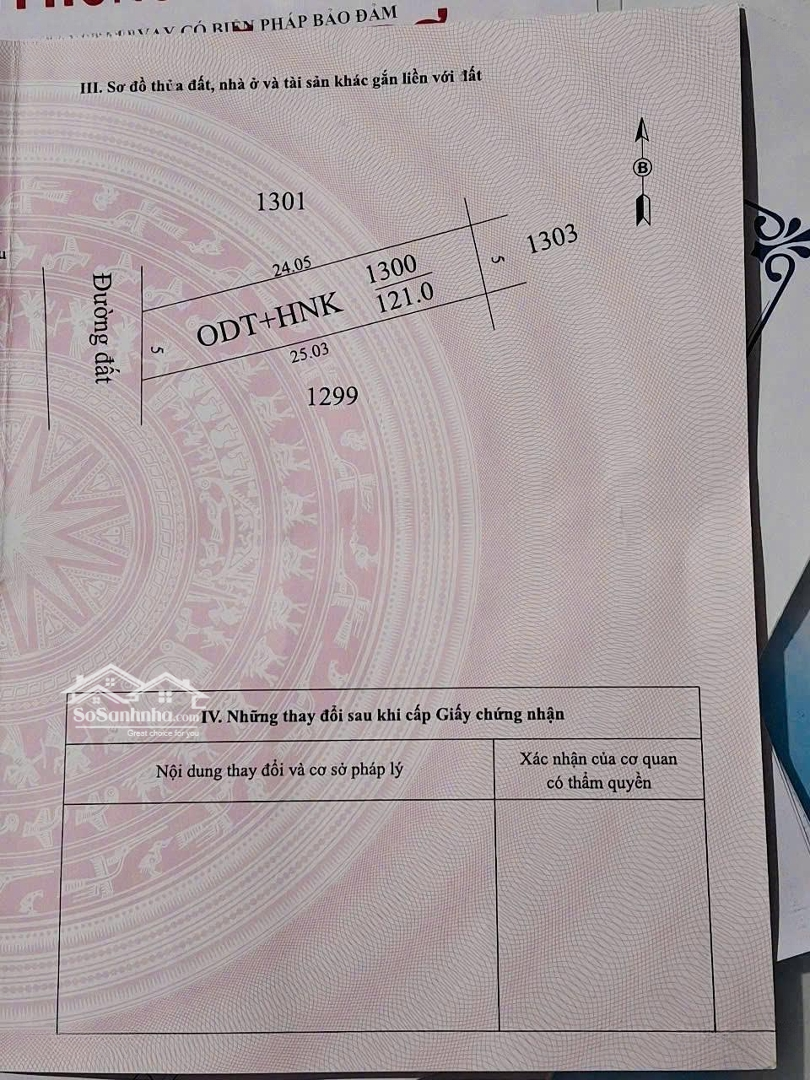 CÓ BIỆN PHÁP BẢO ĐẢM
III. Sơ đồ thửa đất, nhà ở và tài sản khác gắn liền với đất
B
1301
1303
24.05
1300
5
Đường đất
ODT+HNK
121.0
5
25.03
1299
SoSanhnha.com
Great choice for you
IV. Những thay đổi sau khi cấp Giấy chứng nhận
Nội dung thay đổi và cơ sở pháp lý
Xác nhận của cơ quan
có thẩm quyền